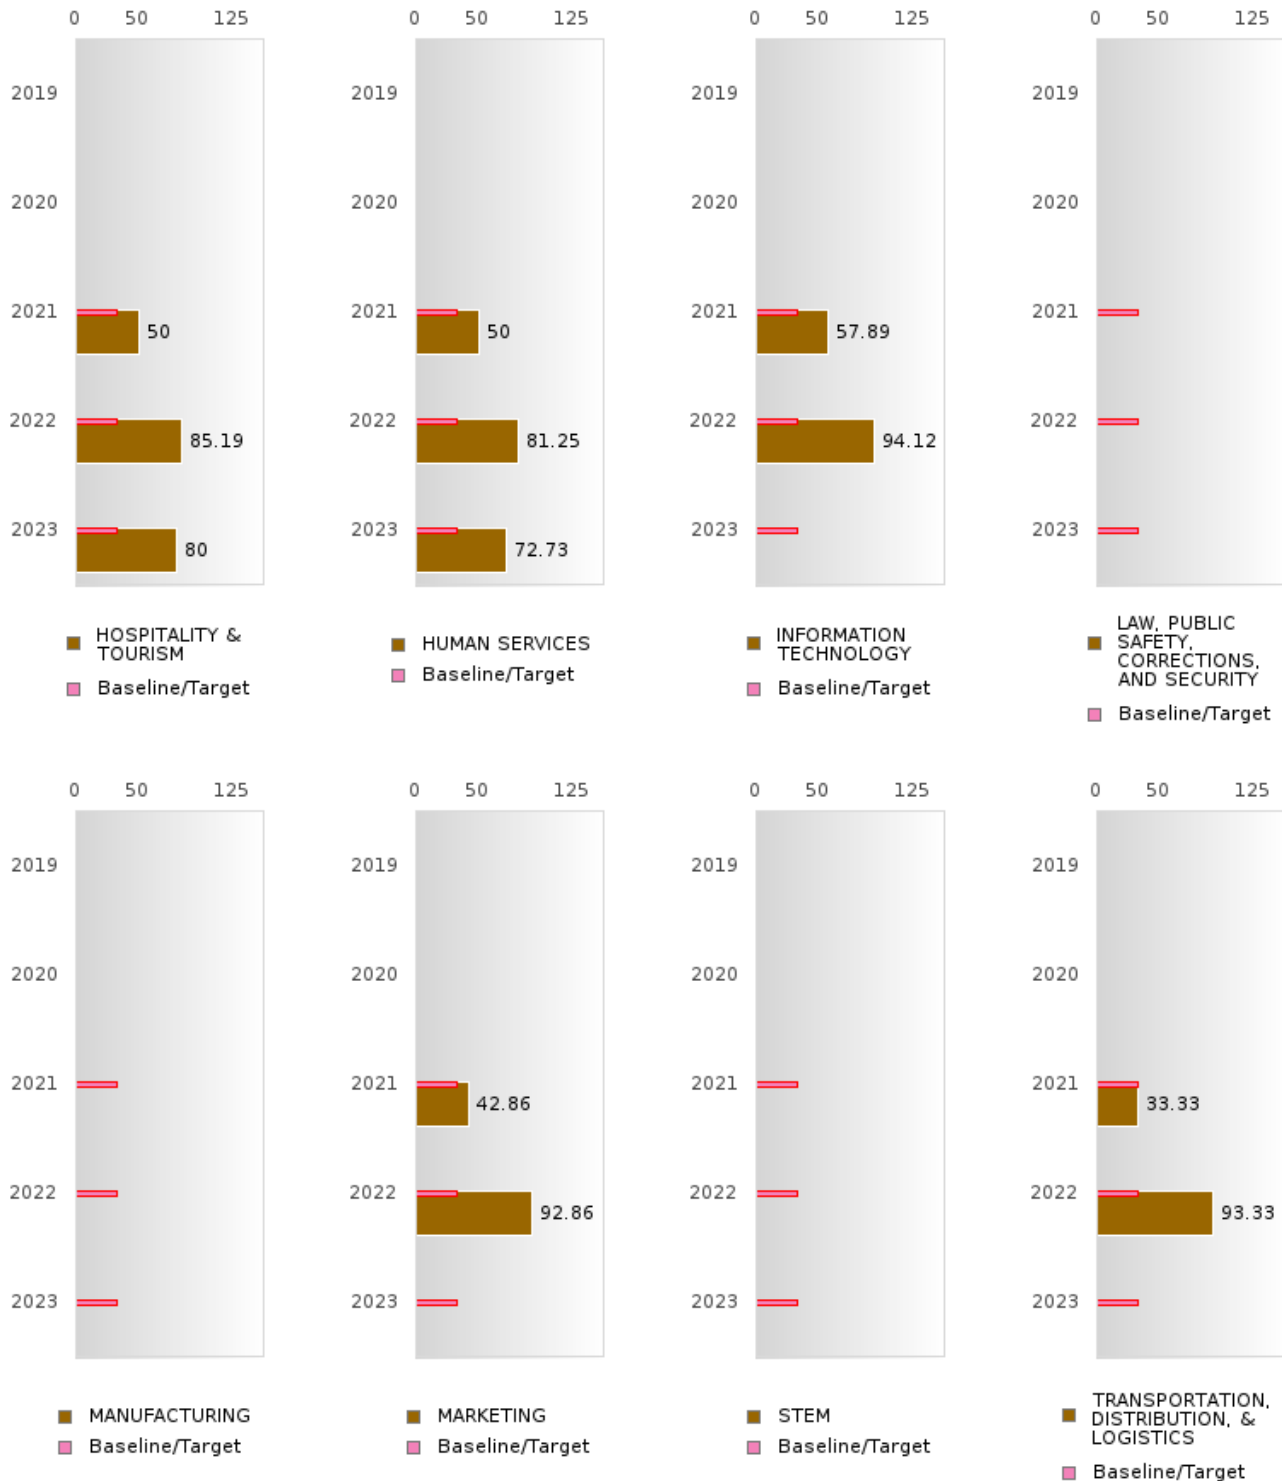 0 50 125 0 50 125 0 50 125 0 50 125
2019 2019 2019 2019
2020 2020 2020 2020
2021 2021 2021 2021
50 50 57.89
2022 2022 2022 2022
85.19 81.25 94.12
2023 2023 2023 2023
80 72.73
HOSPITALITY &
TOURISM
Baseline/Target
HUMAN SERVICES
Baseline/Target
INFORMATION
TECHNOLOGY
Baseline/Target
LAW, PUBLIC
SAFETY,
CORRECTIONS,
AND SECURITY
Baseline/Target
0 50 125 0 50 125 0 50 125 0 50 125
2019 2019 2019 2019
2020 2020 2020 2020
2021 2021 2021 2021
42.86 33.33
2022 2022 2022 2022
92.86 93.33
2023 2023 2023 2023
MANUFACTURING
Baseline/Target
MARKETING
Baseline/Target
STEM
Baseline/Target
TRANSPORTATION,
DISTRIBUTION, &
LOGISTICS
Baseline/Target